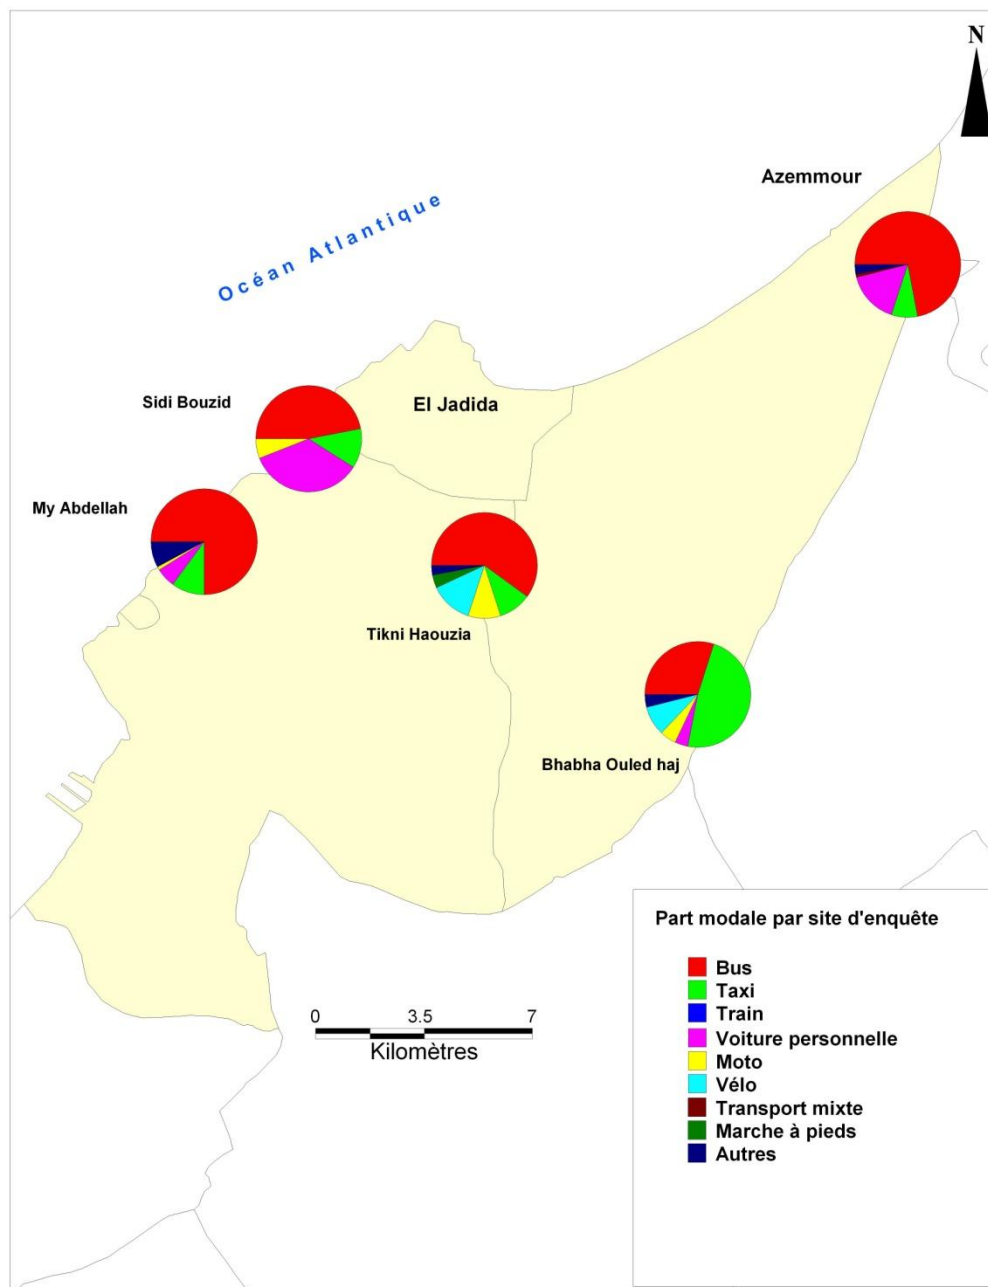 N
Azemmour
Océan Atlantique
Sidi Bouzid
El Jadida
My Abdellah
Tikni Haouzia
Bhabha Ouled haj
Part modale par site d'enquête
Bus
Taxi
Train
Voiture personnelle
Moto
Vélo
Transport mixte
Marche à pieds
Autres
0 3.5 7
Kilomètres